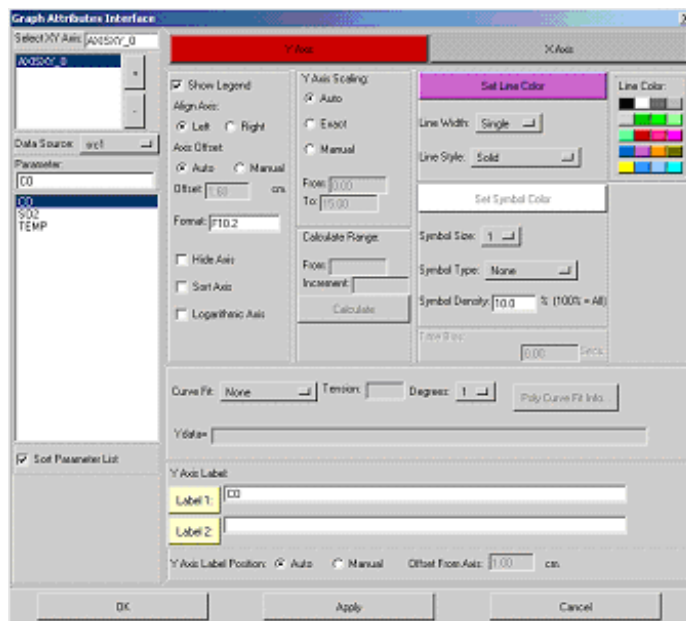 Graph Attributes Interface
Select XY Axis: AXISXY_0
AXISXY_0
+
-
Data Source: src1
Parameter:
CO
CO
SO2
TEMP
Sort Parameter List
Y Axis
X Axis
Show Legend
Align Axis:
Left Right
Axis Offset:
Auto Manual
Offset: 1.60 cm.
Format: F10.2
Hide Axis
Sort Axis
Logarithmic Axis
Y Axis Scaling:
Auto
Exact
Manual
From: 0.00
To: 15.00
Calculate Range:
From:
Increment:
Calculate
Set Line Color
Line Width: Single
Line Style: Solid
Set Symbol Color
Symbol Size: 1
Symbol Type: None
Symbol Density: 10.0 % (100% = All)
Time Bias:
0.00 Secs.
Line Color:
Curve Fit: None Tension: Degrees: 1 Poly Curve Fit Info...
Ydata=
Y Axis Label:
Label 1: CO
Label 2:
Y Axis Label Position: Auto Manual Offset From Axis: 1.00 cm.
OK Apply Cancel